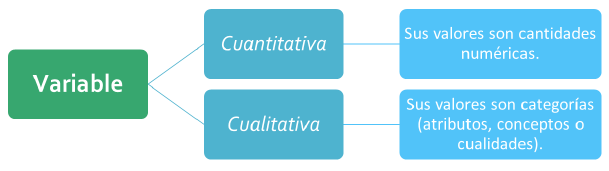 Variable
Cuantitativa
Sus valores son cantidades
numéricas.
Cualitativa
Sus valores son categorías
(atributos, conceptos o
cualidades).